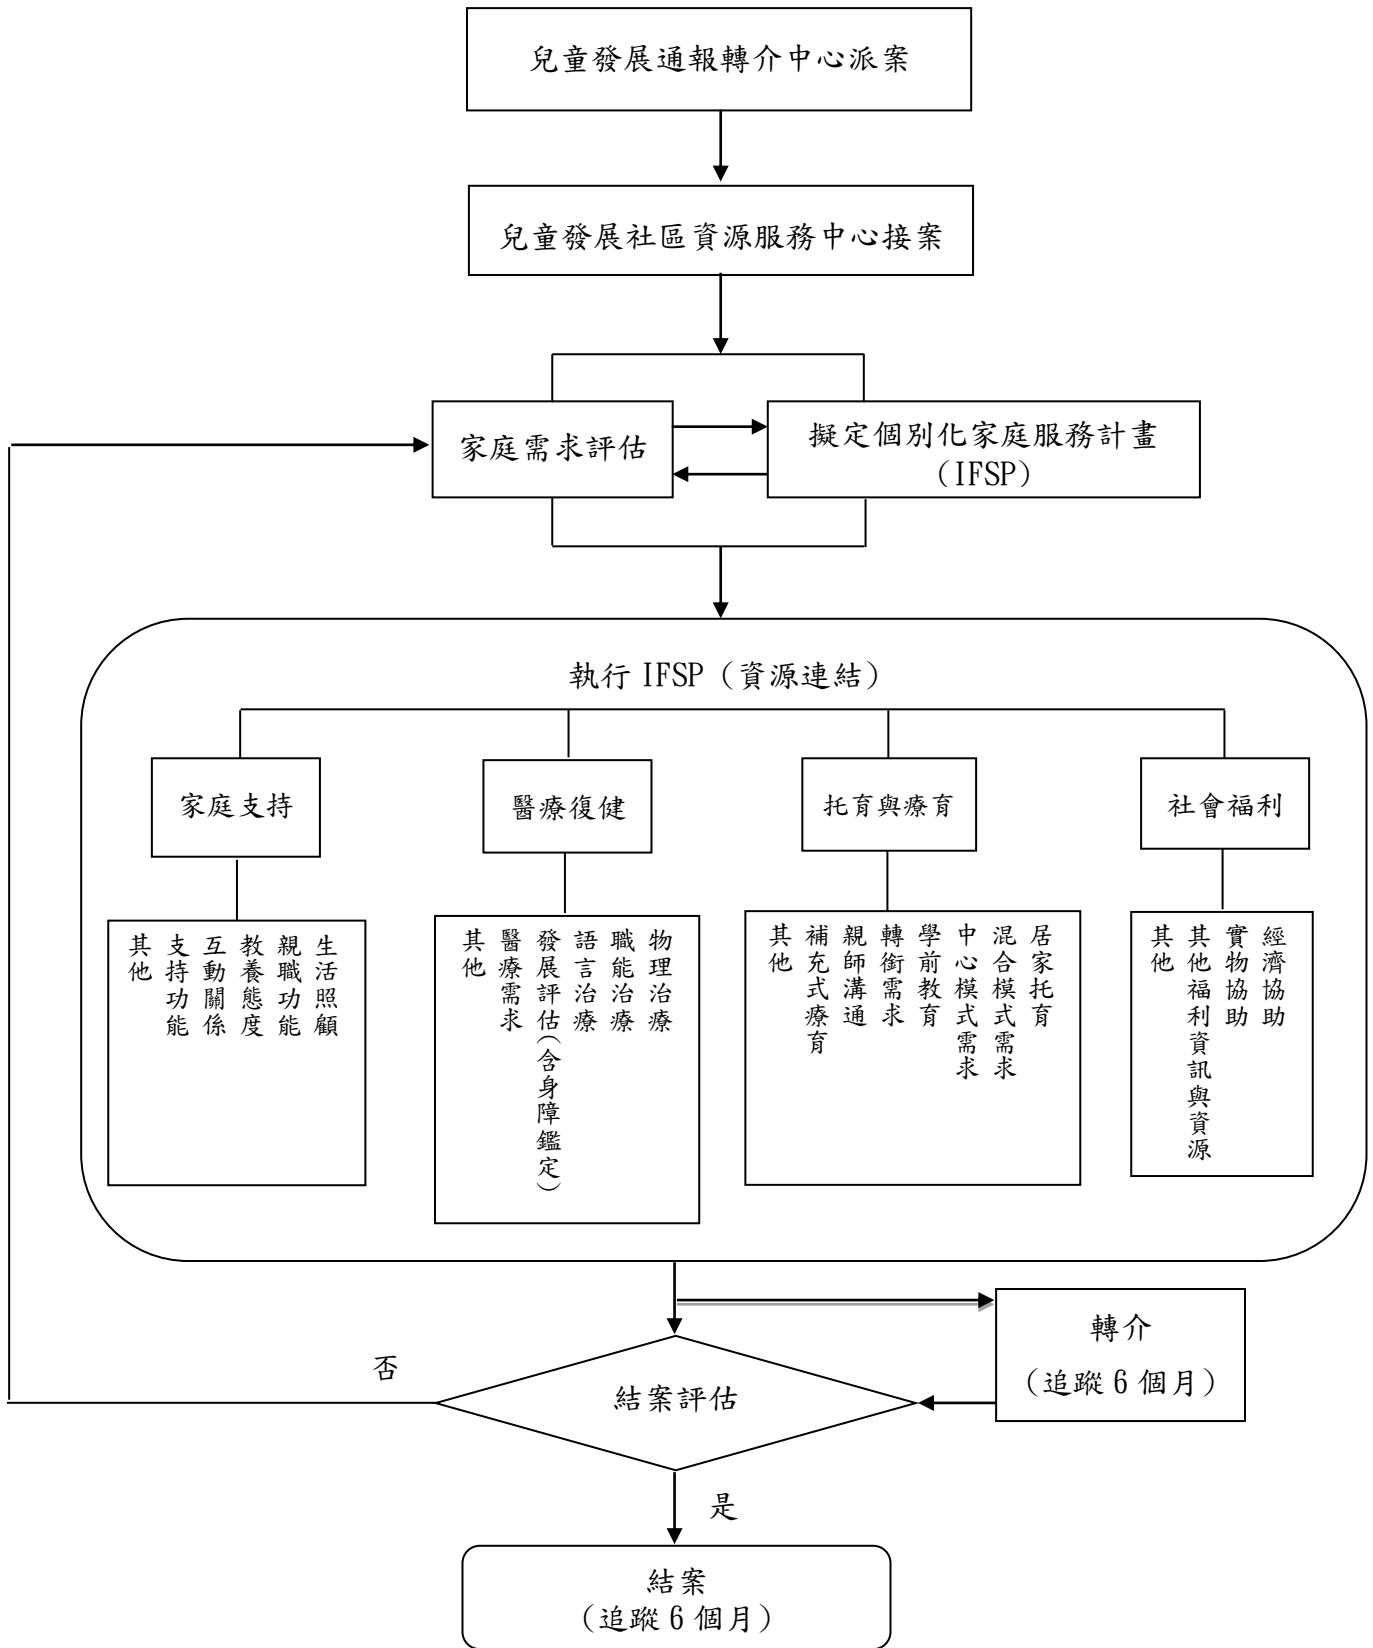 兒童發展通報轉介中心派案
兒童發展社區資源服務中心接案
家庭需求評估
擬定個別化家庭服務計畫
（IFSP）
執行 IFSP（資源連結）
家庭支持
醫療復健
托育與療育
社會福利
生活照顧
親職功能
教養態度
互動關係
支持功能
其他
物理治療
職能治療
語言治療
發展評估（含身障鑑定）
醫療需求
其他
居家托育
混合模式需求
中心模式需求
學前教育
轉銜需求
親師溝通
補充式療育
其他
經濟協助
實物協助
其他福利資訊與資源
其他
轉介
（追蹤 6 個月）
否
結案評估
是
結案
（追蹤 6 個月）